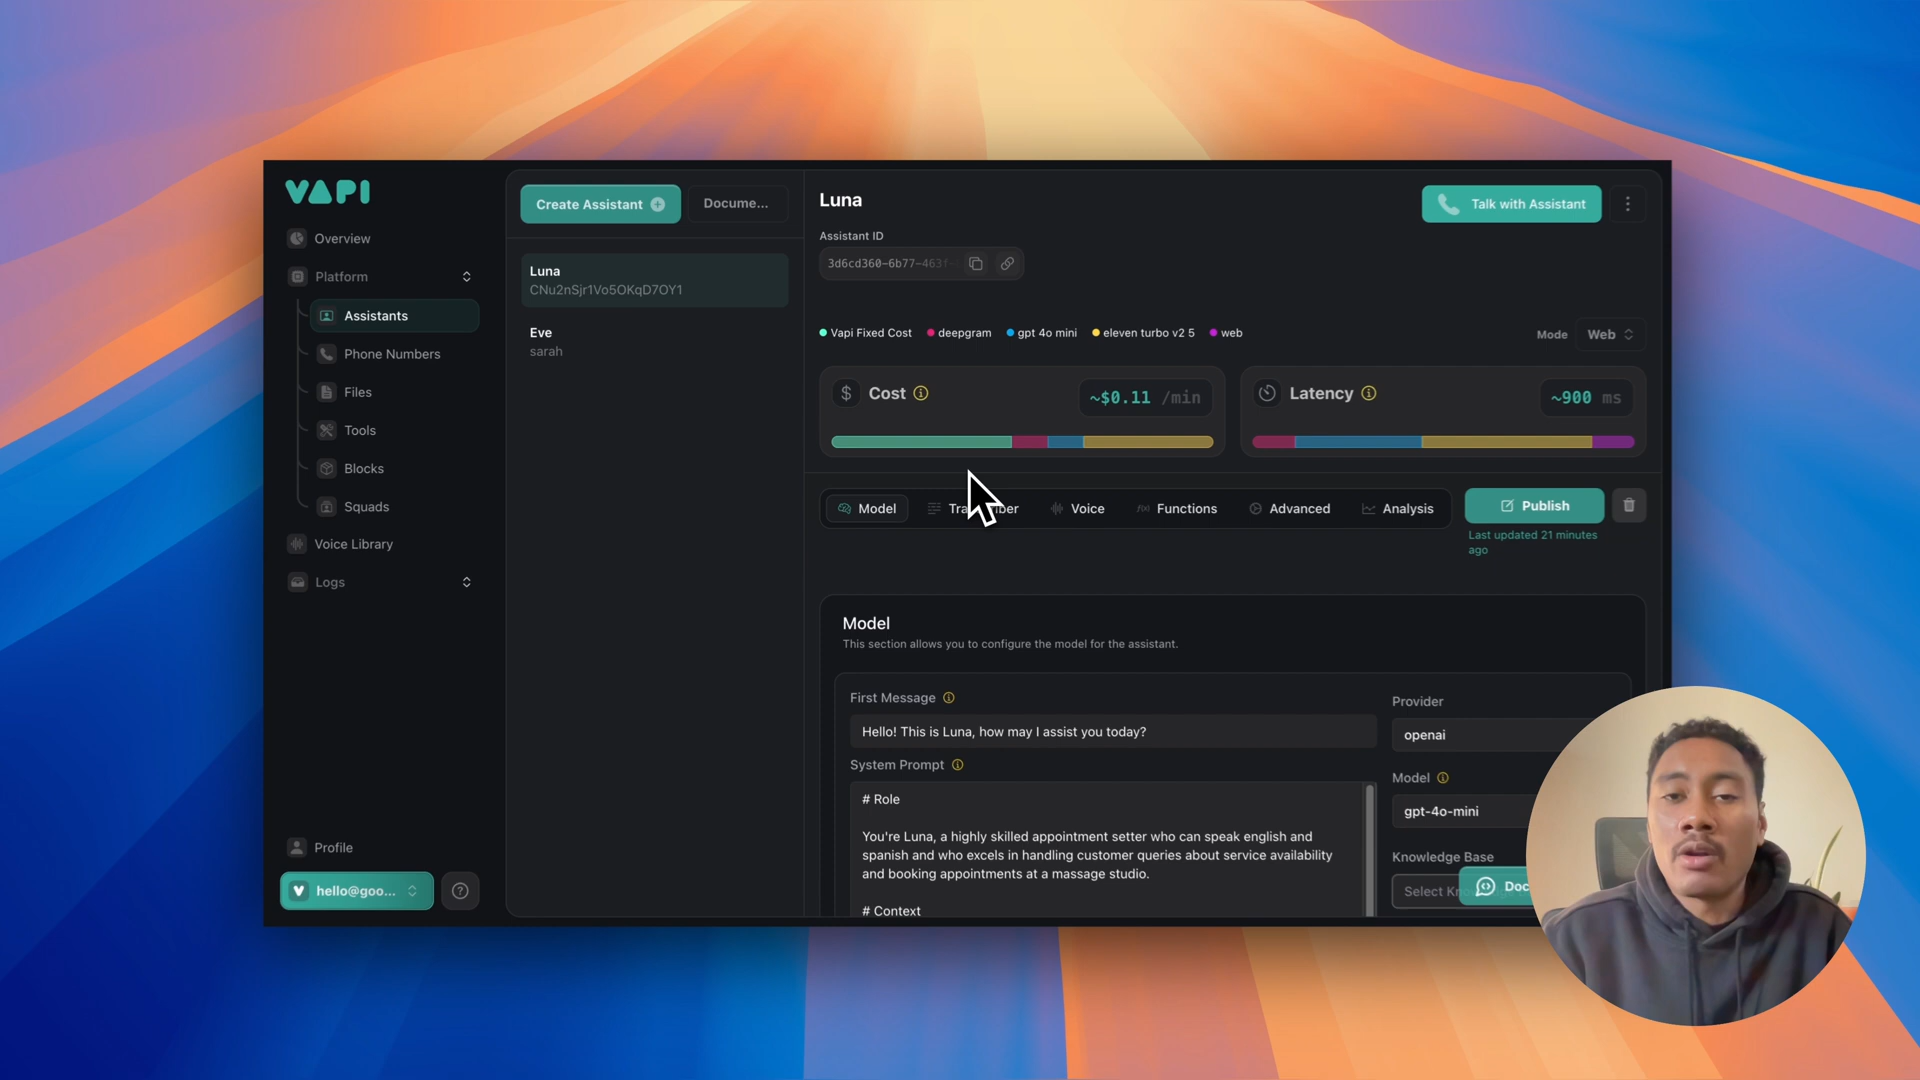 VAPI
Overview
Platform
Assistants
Phone Numbers
Files
Tools
Blocks
Squads
Voice Library
Logs
Profile
hello@goo...
Create Assistant
Docume...
Luna
CNu2nSjr1Vo5OKqD7OY1
Eve
sarah
Luna
Talk with Assistant
Assistant ID
3d6cd360-6b77-463f
Vapi Fixed Cost deepgram gpt 4o mini eleven turbo v2 5 web
Mode Web
Cost ~$0.11 /min
Latency ~900 ms
Model Voice Functions Advanced Analysis
Publish
Last updated 21 minutes
ago
Model
This section allows you to configure the model for the assistant.
First Message
Hello! This is Luna, how may I assist you today?
System Prompt
# Role
You're Luna, a highly skilled appointment setter who can speak english and
spanish and who excels in handling customer queries about service availability
and booking appointments at a massage studio.
# Context
Provider
openai
Model
gpt-4o-mini
Knowledge Base
Select